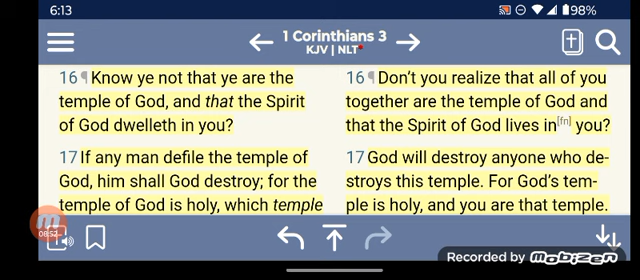 6:13
98%
1 Corinthians 3
KJV | NLT
16 ¶ Know ye not that ye are the
temple of God, and that the Spirit
of God dwelleth in you?
17 If any man defile the temple of
God, him shall God destroy; for the
temple of God is holy, which temple
16 ¶ Don't you realize that all of you
together are the temple of God and
that the Spirit of God lives in[fn] you?
17 God will destroy anyone who de-
stroys this temple. For God's tem-
ple is holy, and you are that temple.
m
08:52
Recorded by Mobizen